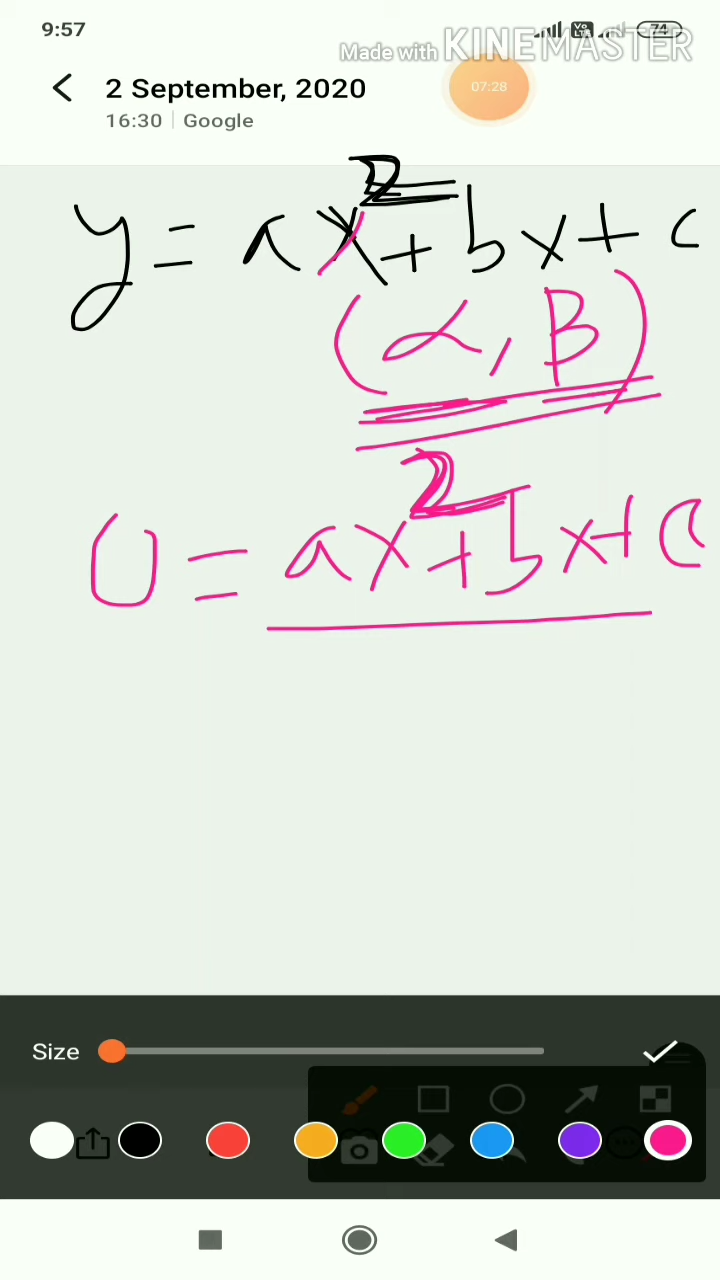 9:57
74
Made with KINEMASTER
2 September, 2020
07:28
16:30 | Google
y = ax² + bx + c
(α, β)
0 = ax² + bx + c
Size